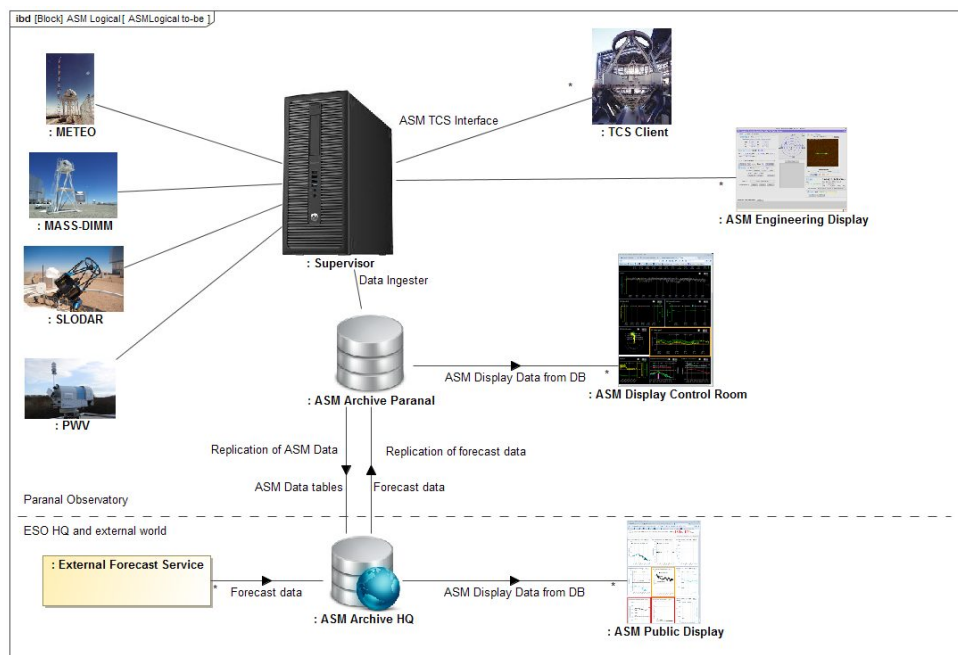 ibd [Block] ASM Logical[ ASMLogical to-be ]
: METEO
ASM TCS Interface
*
: TCS Client
: MASS-DIMM
*
: ASM Engineering Display
: Supervisor
Data Ingester
: SLODAR
: ASM Archive Paranal
ASM Display Data from DB
*
: ASM Display Control Room
: PWV
Replication of ASM Data
Replication of forecast data
ASM Data tables
Forecast data
Paranal Observatory
ESO HQ and external world
: External Forecast Service
*
Forecast data
: ASM Archive HQ
ASM Display Data from DB
*
: ASM Public Display